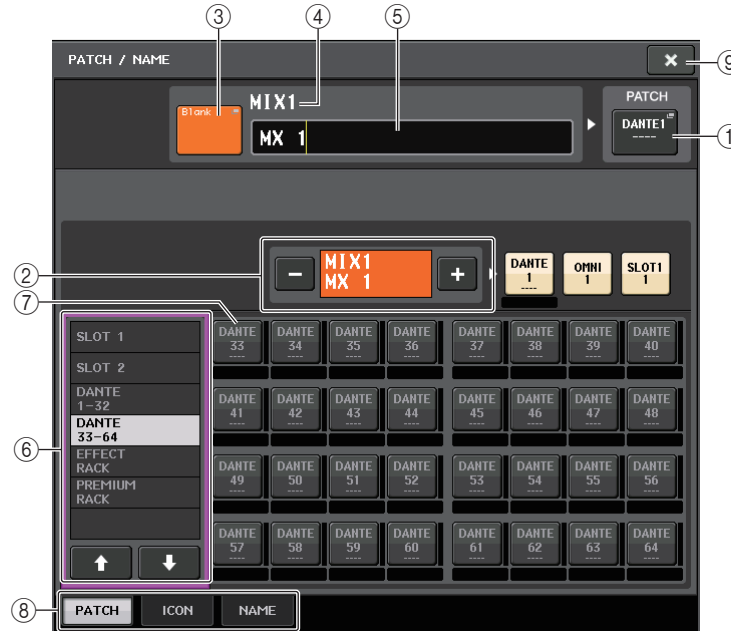 ③ ④ ⑤
PATCH / NAME
⑨
Blank
MIX1
MX 1
PATCH
DANTE1
----
①
②
MIX1
MX 1
DANTE
1
----
OMNI
1
SLOT1
1
⑦
⑥
SLOT 1
SLOT 2
DANTE
1-32
DANTE
33-64
EFFECT
RACK
PREMIUM
RACK
DANTE DANTE DANTE DANTE DANTE DANTE DANTE DANTE
33 34 35 36 37 38 39 40
---- ---- ---- ---- ---- ---- ---- ----
DANTE DANTE DANTE DANTE DANTE DANTE DANTE DANTE
41 42 43 44 45 46 47 48
---- ---- ---- ---- ---- ---- ---- ----
DANTE DANTE DANTE DANTE DANTE DANTE DANTE DANTE
49 50 51 52 53 54 55 56
---- ---- ---- ---- ---- ---- ---- ----
DANTE DANTE DANTE DANTE DANTE DANTE DANTE DANTE
57 58 59 60 61 62 63 64
---- ---- ---- ---- ---- ---- ---- ----
⑧
PATCH ICON NAME